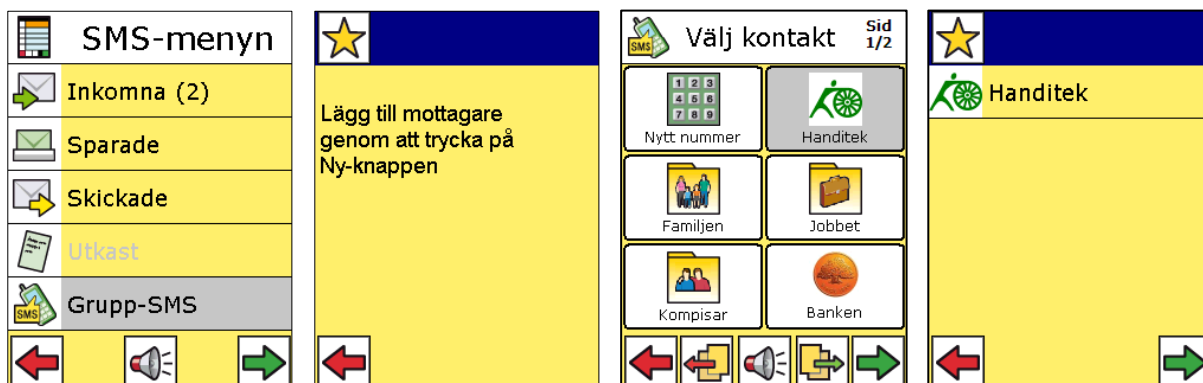 SMS-menyn
Inkomna (2)
Sparade
Skickade
Utkast
SMS
Grupp-SMS
Lägg till mottagare
genom att trycka på
Ny-knappen
SMS
Välj kontakt
Sid
1/2
1 2 3
4 5 6
7 8 9
Nytt nummer
Handitek
Familjen
Jobbet
Kompisar
Banken
Handitek